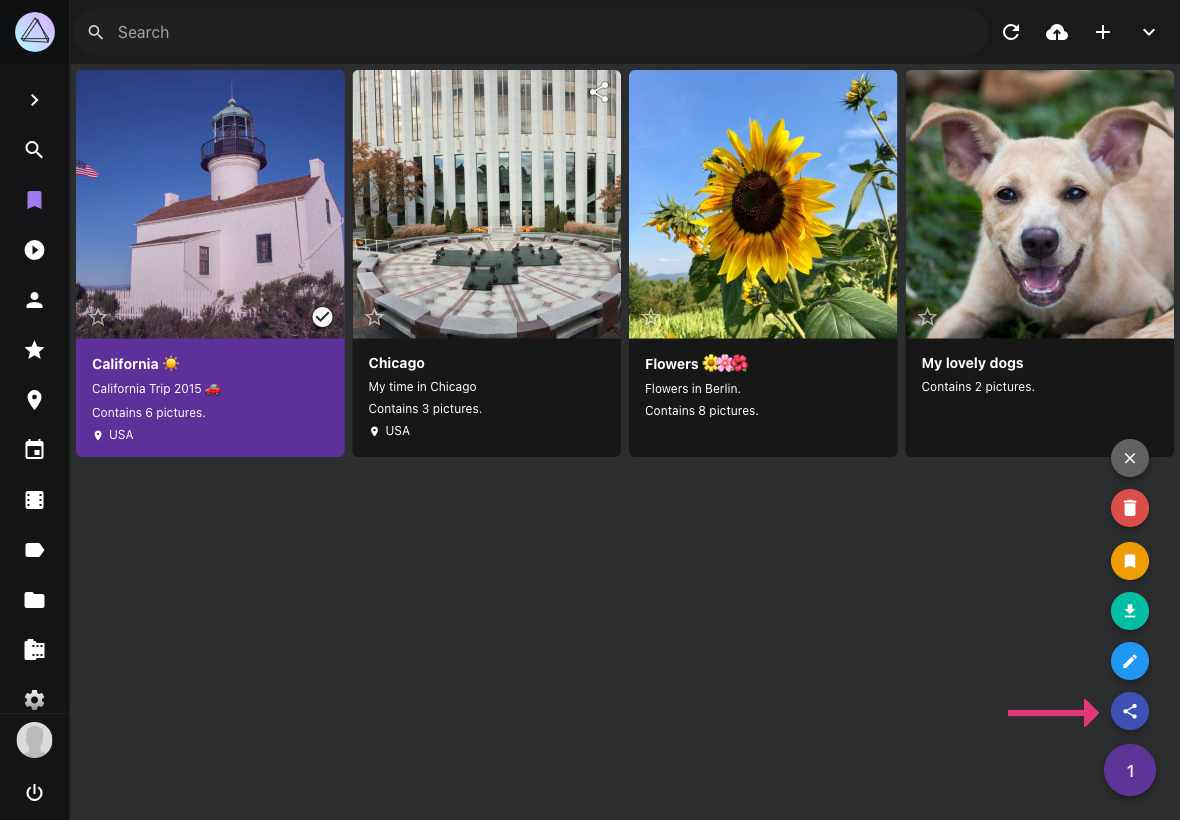 Search
California ☀️
California Trip 2015 🚗
Contains 6 pictures.
USA
Chicago
My time in Chicago
Contains 3 pictures.
USA
Flowers 🌻🌸🌺
Flowers in Berlin.
Contains 8 pictures.
My lovely dogs
Contains 2 pictures.
1